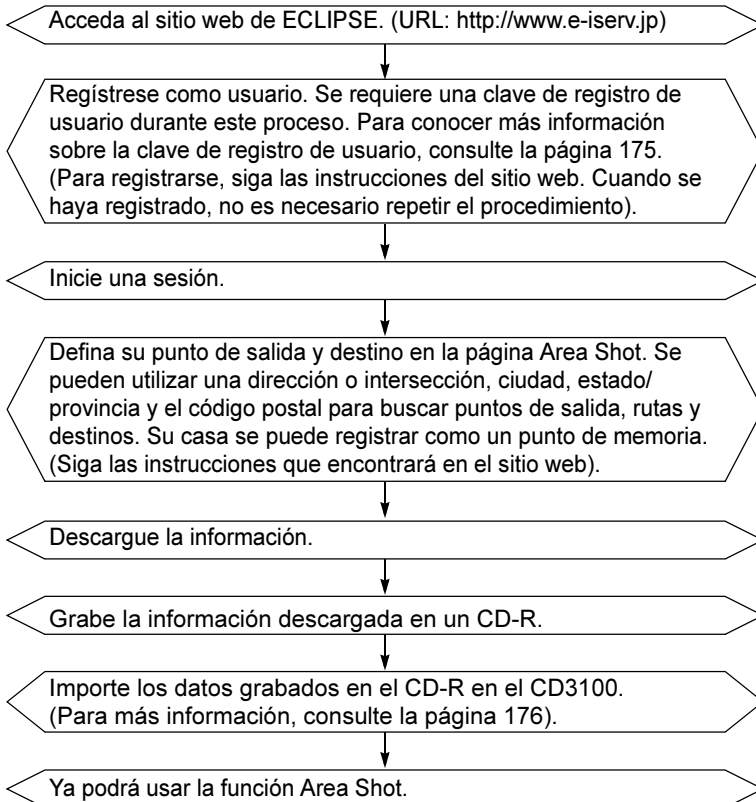 Acceda al sitio web de ECLIPSE. (URL: http://www.e-iserv.jp)
Regístrese como usuario. Se requiere una clave de registro de
usuario durante este proceso. Para conocer más información
sobre la clave de registro de usuario, consulte la página 175.
(Para registrarse, siga las instrucciones del sitio web. Cuando se
haya registrado, no es necesario repetir el procedimiento).
Inicie una sesión.
Defina su punto de salida y destino en la página Area Shot. Se
pueden utilizar una dirección o intersección, ciudad, estado/
provincia y el código postal para buscar puntos de salida, rutas y
destinos. Su casa se puede registrar como un punto de memoria.
(Siga las instrucciones que encontrará en el sitio web).
Descargue la información.
Grabe la información descargada en un CD-R.
Importe los datos grabados en el CD-R en el CD3100.
(Para más información, consulte la página 176).
Ya podrá usar la función Area Shot.